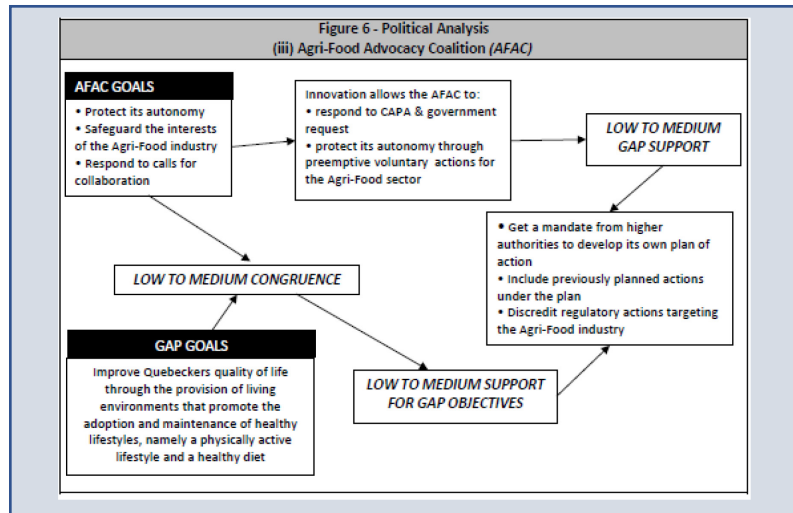 Figure 6 - Political Analysis
(iii) Agri-Food Advocacy Coalition (AFAC)
AFAC GOALS
• Protect its autonomy
• Safeguard the interests
of the Agri-Food industry
• Respond to calls for
collaboration
Innovation allows the AFAC to:
• respond to CAPA & government
request
• protect its autonomy through
preemptive voluntary actions for
the Agri-Food sector
LOW TO MEDIUM
GAP SUPPORT
• Get a mandate from higher
authorities to develop its own plan of
action
• Include previously planned actions
under the plan
• Discredit regulatory actions targeting
the Agri-Food industry
LOW TO MEDIUM CONGRUENCE
GAP GOALS
Improve Quebeckers quality of life
through the provision of living
environments that promote the
adoption and maintenance of healthy
lifestyles, namely a physically active
lifestyle and a healthy diet
LOW TO MEDIUM SUPPORT
FOR GAP OBJECTIVES